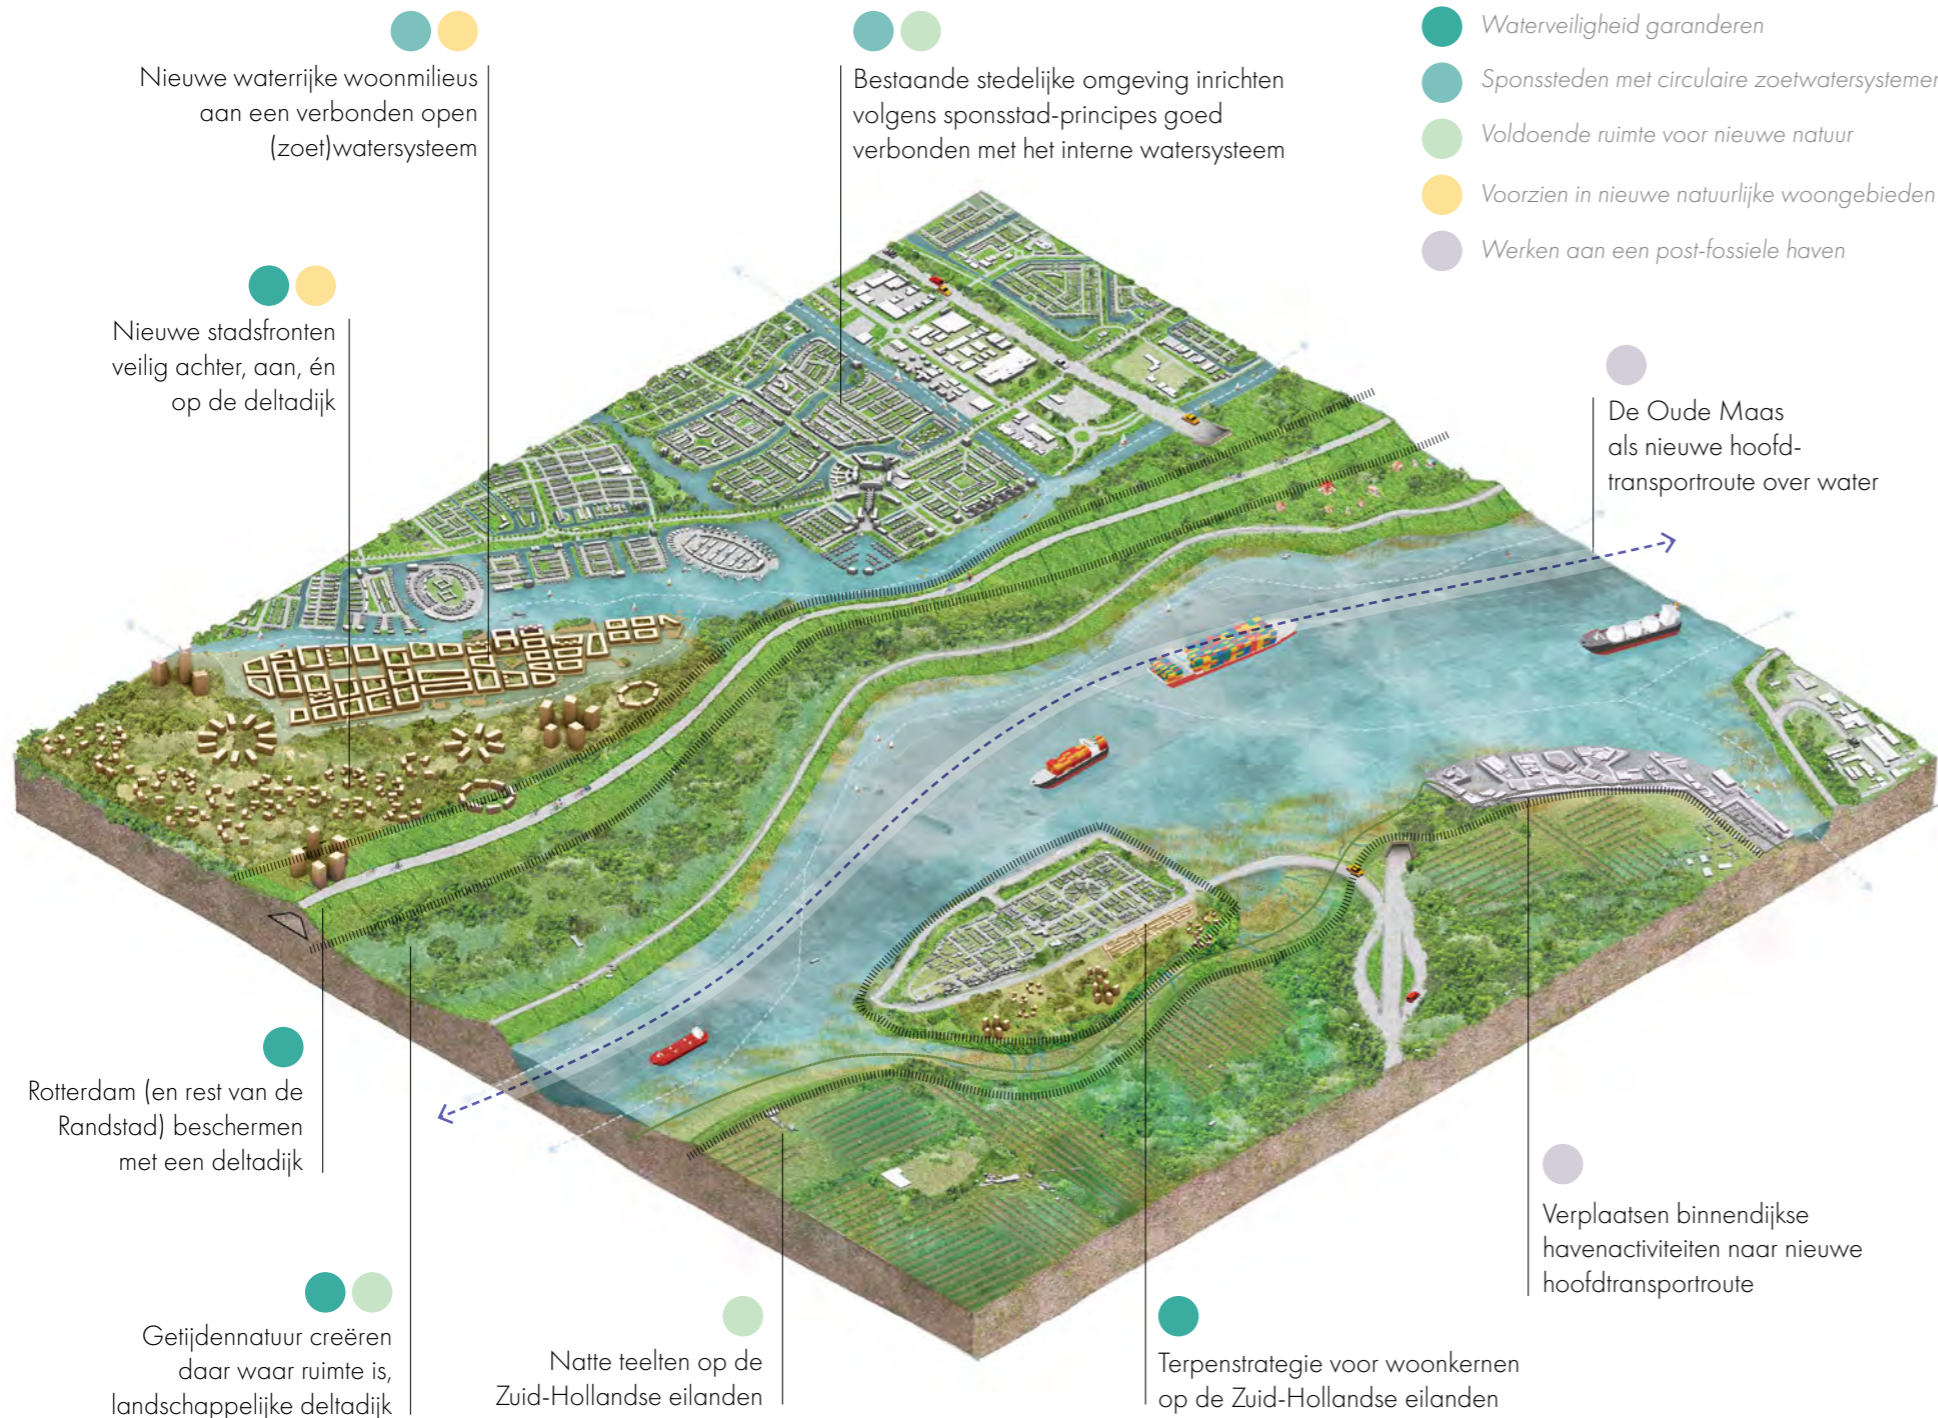 Nieuwe waterrijke woonmilieus
aan een verbonden open
(zoet)watersysteem
Bestaande stedelijke omgeving inrichten
volgens sponsstad-principes goed
verbonden met het interne watersysteem
Waterveiligheid garanderen
Sponssteden met circulaire zoetwatersystemen
Voldoende ruimte voor nieuwe natuur
Voorzien in nieuwe natuurlijke woongebieden
Werken aan een post-fossiele haven
Nieuwe stadsfronten
veilig achter, aan, én
op de deltadijk
De Oude Maas
als nieuwe hoofd-
transportroute over water
Rotterdam (en rest van de
Randstad) beschermen
met een deltadijk
Verplaatsen binnendijkse
havenactiviteiten naar nieuwe
hoofdtransportroute
Getijdennatuur creëren
daar waar ruimte is,
landschappelijke deltadijk
Natte teelten op de
Zuid-Hollandse eilanden
Terpenstrategie voor woonkernen
op de Zuid-Hollandse eilanden